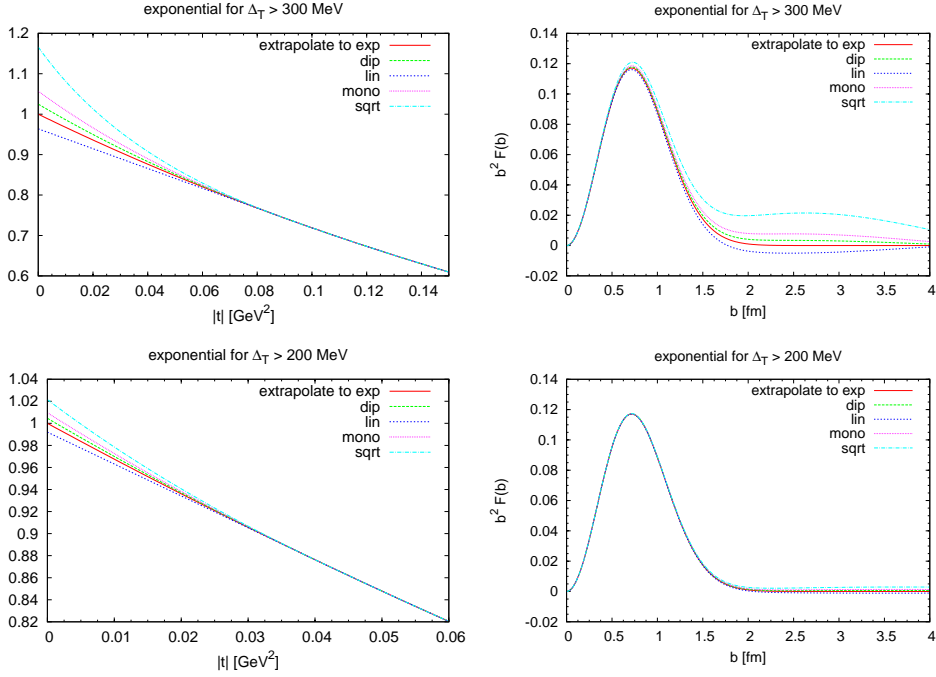 exponential for Δ_T > 300 MeV
1.2
1.1
1
0.9
0.8
0.7
0.6
extrapolate to exp
dip
lin
mono
sqrt
0 0.02 0.04 0.06 0.08 0.1 0.12 0.14
|t| [GeV²]
exponential for Δ_T > 300 MeV
b² F(b)
0.14
0.12
0.10
0.08
0.06
0.04
0.02
0
-0.02
extrapolate to exp
dip
lin
mono
sqrt
0 0.5 1 1.5 2 2.5 3 3.5 4
b [fm]
exponential for Δ_T > 200 MeV
1.04
1.02
1
0.98
0.96
0.94
0.92
0.9
0.88
0.86
0.84
0.82
extrapolate to exp
dip
lin
mono
sqrt
0 0.01 0.02 0.03 0.04 0.05 0.06
|t| [GeV²]
exponential for Δ_T > 200 MeV
b² F(b)
0.14
0.12
0.10
0.08
0.06
0.04
0.02
0
-0.02
extrapolate to exp
dip
lin
mono
sqrt
0 0.5 1 1.5 2 2.5 3 3.5 4
b [fm]